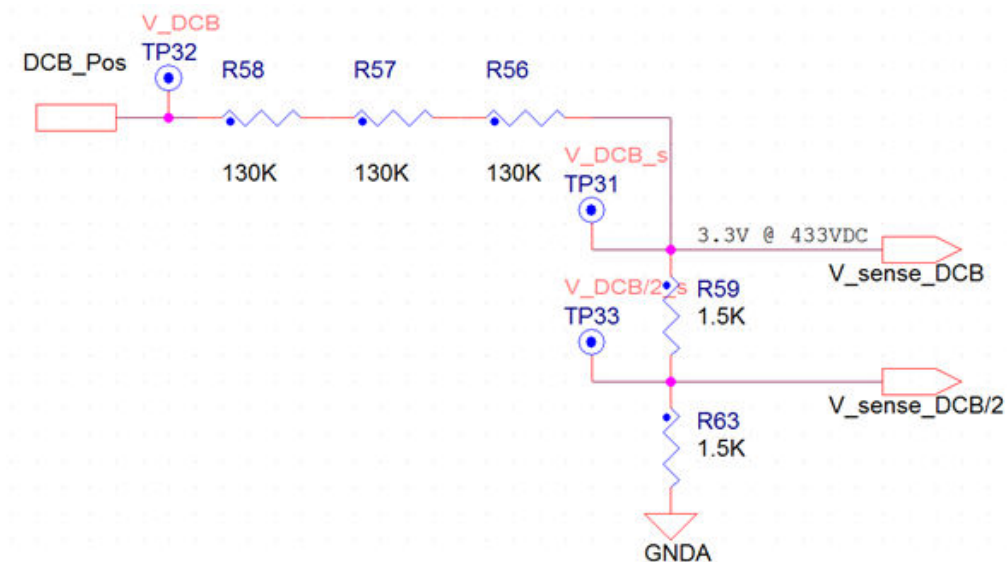 V_DCB
TP32
DCB_Pos
R58
R57
R56
130K
130K
130K
V_DCB_s
TP31
3.3V @ 433VDC
V_sense_DCB
V_DCB/2_s
R59
TP33
1.5K
V_sense_DCB/2
R63
1.5K
GNDA